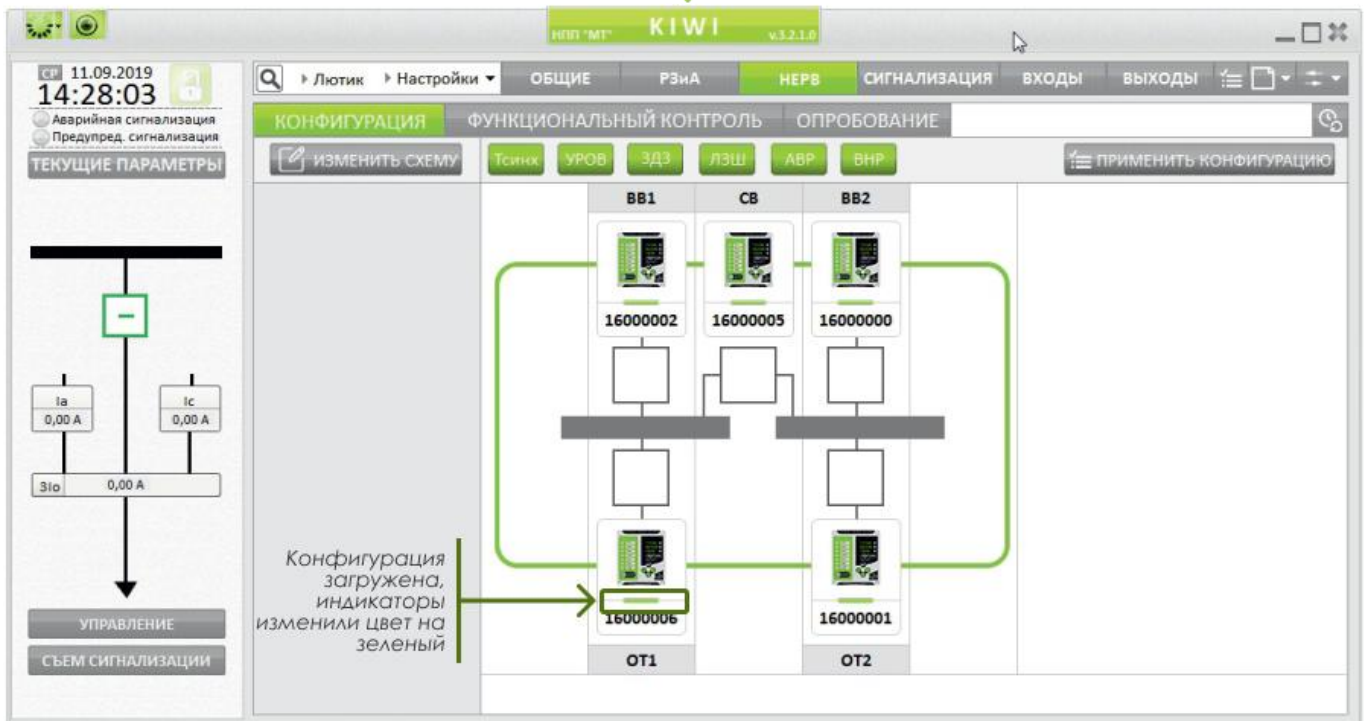 НПП "МТ" KIWI v.3.2.1.0
СР 11.09.2019
14:28:03
Аварийная сигнализация
Предупред. сигнализация
ТЕКУЩИЕ ПАРАМЕТРЫ
Ia
0,00 А
Ic
0,00 А
3Io 0,00 А
УПРАВЛЕНИЕ
СЪЕМ СИГНАЛИЗАЦИИ
Лютик Настройки ОБЩИЕ РЗиА НЕРВ СИГНАЛИЗАЦИЯ ВХОДЫ ВЫХОДЫ
КОНФИГУРАЦИЯ ФУНКЦИОНАЛЬНЫЙ КОНТРОЛЬ ОПРОБОВАНИЕ
ИЗМЕНИТЬ СХЕМУ Тсинх УРОВ ЗДЗ ЛЗШ АВР ВНР ПРИМЕНИТЬ КОНФИГУРАЦИЮ
ВВ1 СВ ВВ2
16000002 16000005 16000000
Конфигурация
загружена,
индикаторы
изменили цвет на
зеленый
16000006 16000001
ОТ1 ОТ2